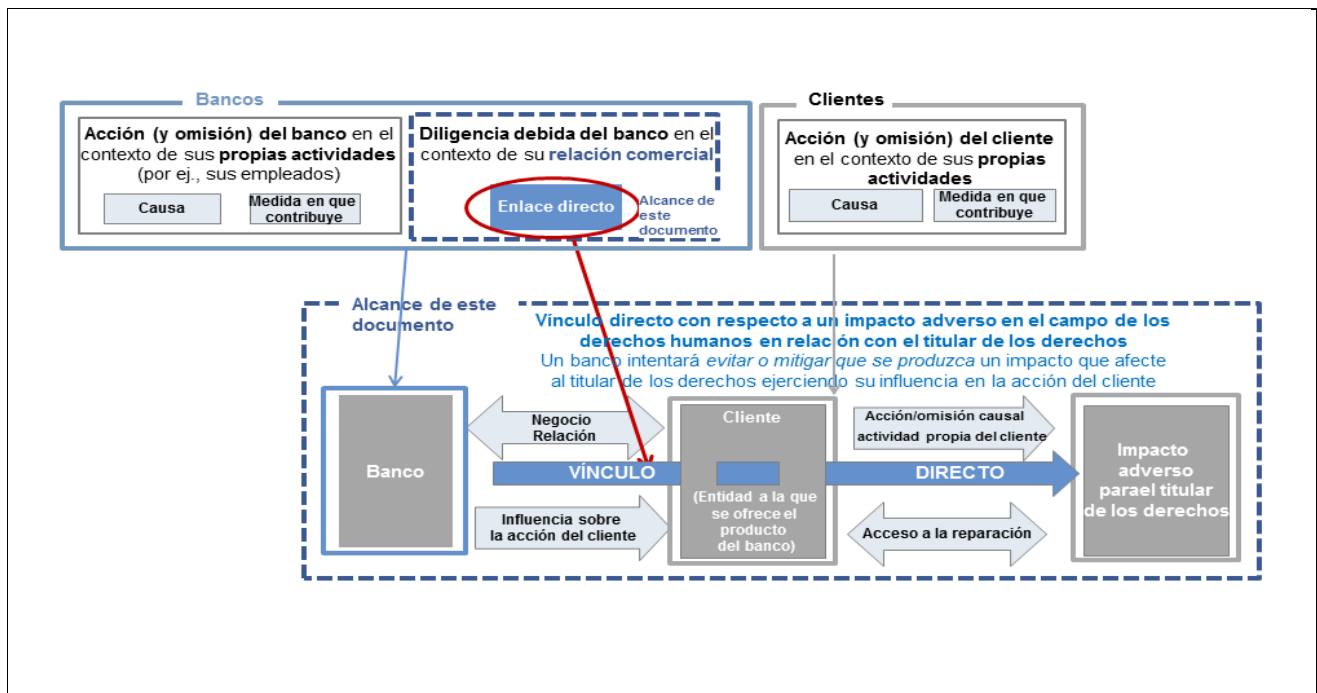 Bancos
Acción (y omisión) del banco en el
contexto de sus propias actividades
(por ej., sus empleados)
Causa
Medida en que
contribuye
Diligencia debida del banco en el
contexto de su relación comercial
Enlace directo
Alcance de
este
documento
Clientes
Acción (y omisión) del cliente
en el contexto de sus propias
actividades
Causa
Medida en que
contribuye
Alcance de este
documento
Vínculo directo con respecto a un impacto adverso en el campo de los
derechos humanos en relación con el titular de los derechos
Un banco intentará evitar o mitigar que se produzca un impacto que afecte
al titular de los derechos ejerciendo su influencia en la acción del cliente
Banco
Negocio
Relación
VÍNCULO
Influencia sobre
la acción del cliente
Cliente
(Entidad a la que
se ofrece el
producto
del banco)
Acción/omisión causal
actividad propia del cliente
DIRECTO
Acceso a la reparación
Impacto
adverso
parael titular
de los derechos